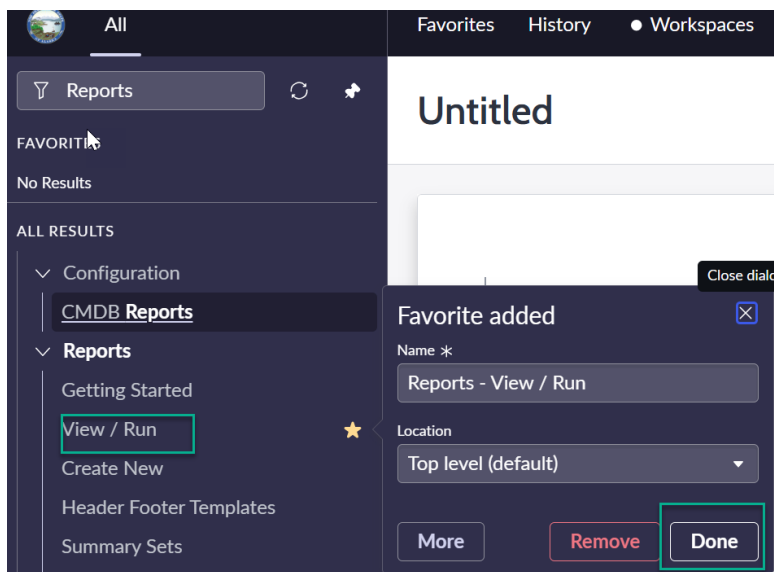 All
Favorites History Workspaces
Reports
Untitled
FAVORITES
No Results
ALL RESULTS
Configuration
CMDB Reports
Reports
Getting Started
View / Run
Create New
Header Footer Templates
Summary Sets
Close dialo
Favorite added
Name
Reports - View / Run
Location
Top level (default)
More Remove Done